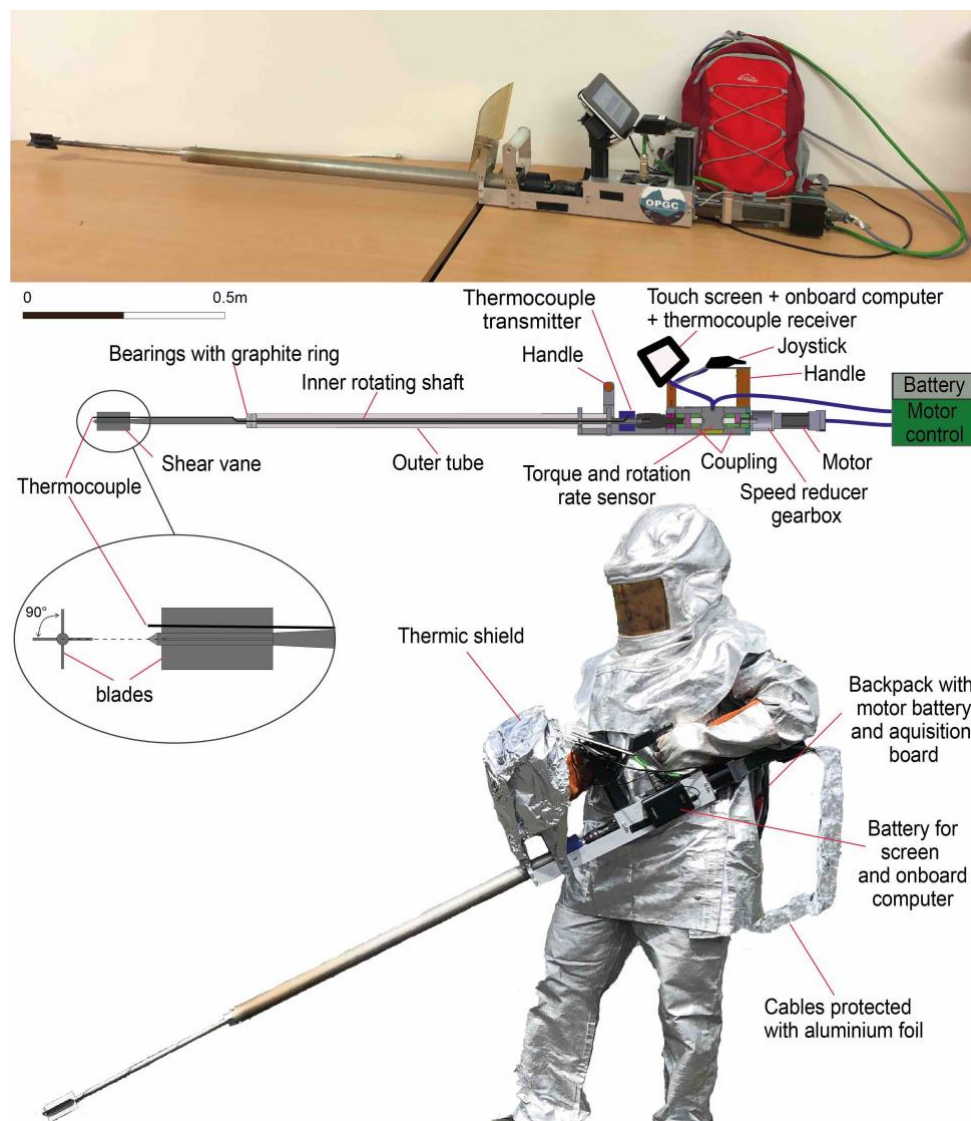 OPGC
0
0.5m
Thermocouple
transmitter
Touch screen + onboard computer
+ thermocouple receiver
Joystick
Handle
Bearings with graphite ring
Inner rotating shaft
Handle
Battery
Motor
control
Shear vane
Outer tube
Thermocouple
Torque and rotation
rate sensor
Coupling
Motor
Speed reducer
gearbox
90°
blades
Thermic shield
Backpack with
motor battery
and aquisition
board
Battery for
screen
and onboard
computer
Cables protected
with aluminium foil